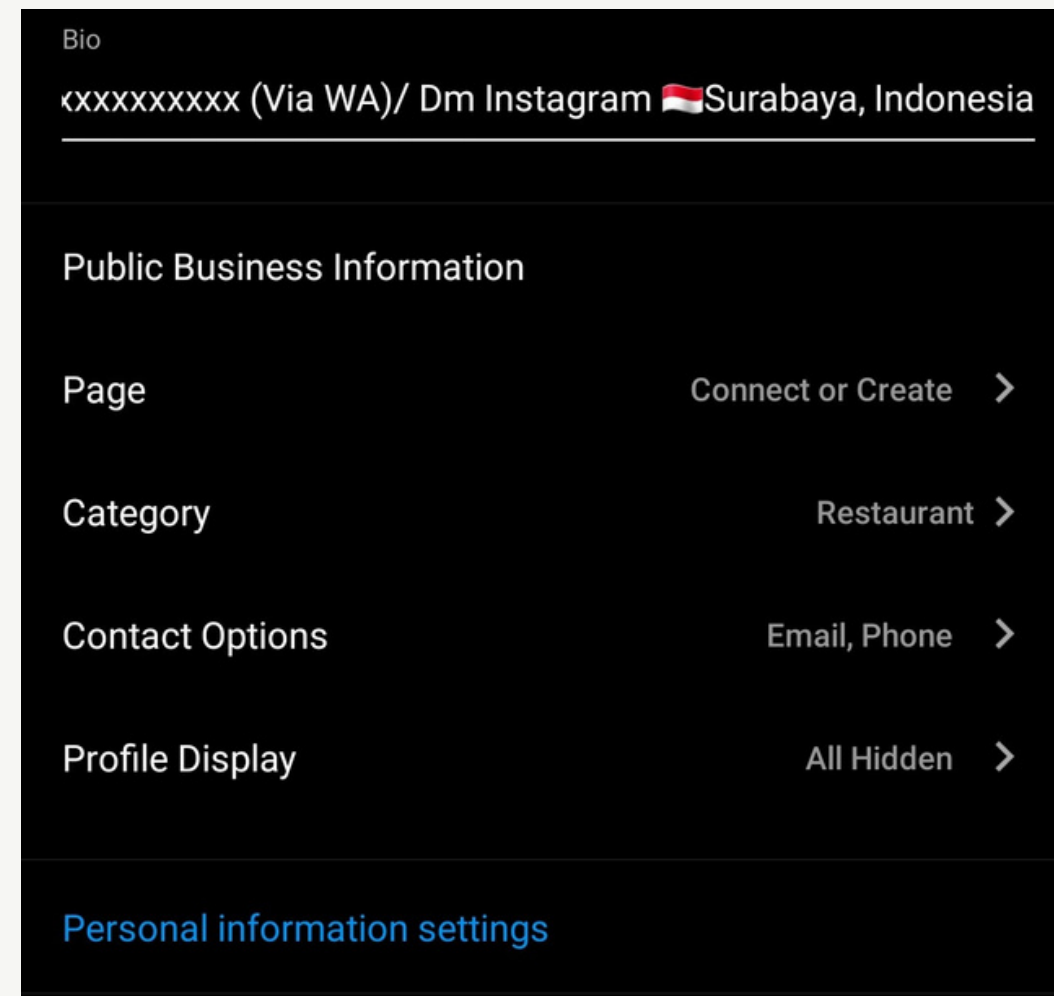 Bio
xxxxxxxxxx (Via WA)/ Dm Instagram 🇮🇩Surabaya, Indonesia
Public Business Information
Page Connect or Create
Category Restaurant
Contact Options Email, Phone
Profile Display All Hidden
Personal information settings